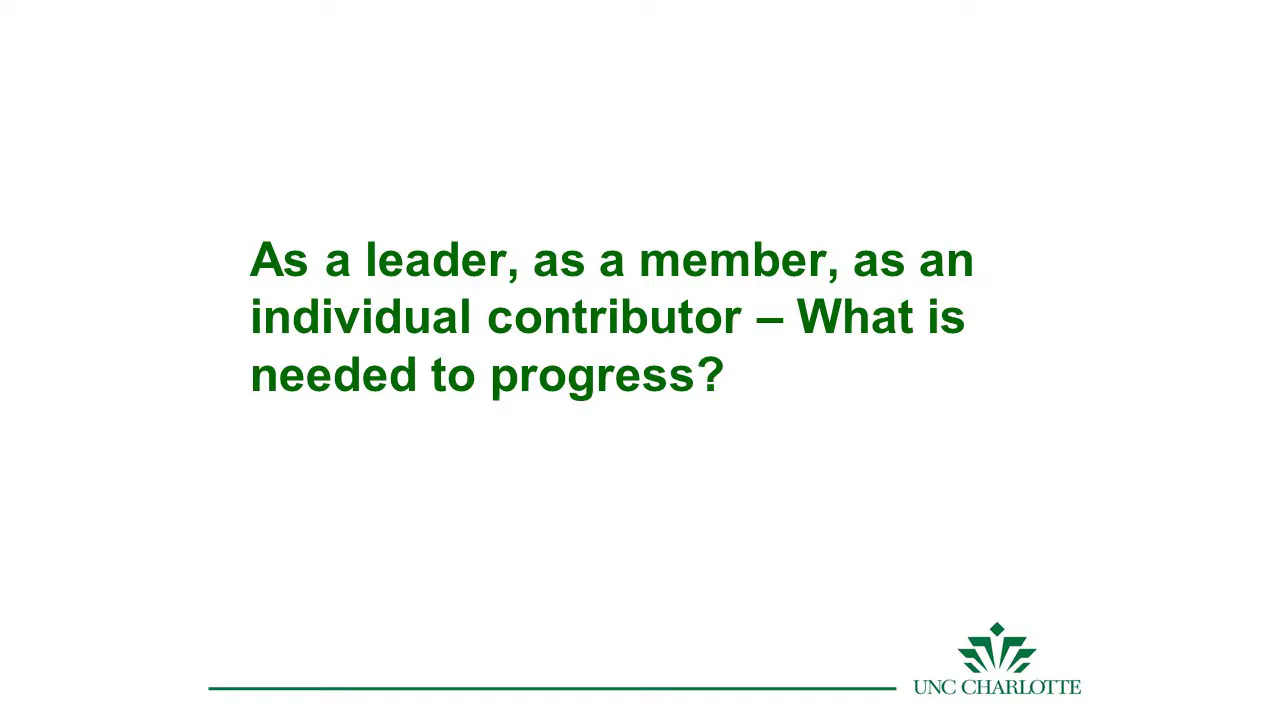 As a leader, as a member, as an
individual contributor – What is
needed to progress?
UNC CHARLOTTE